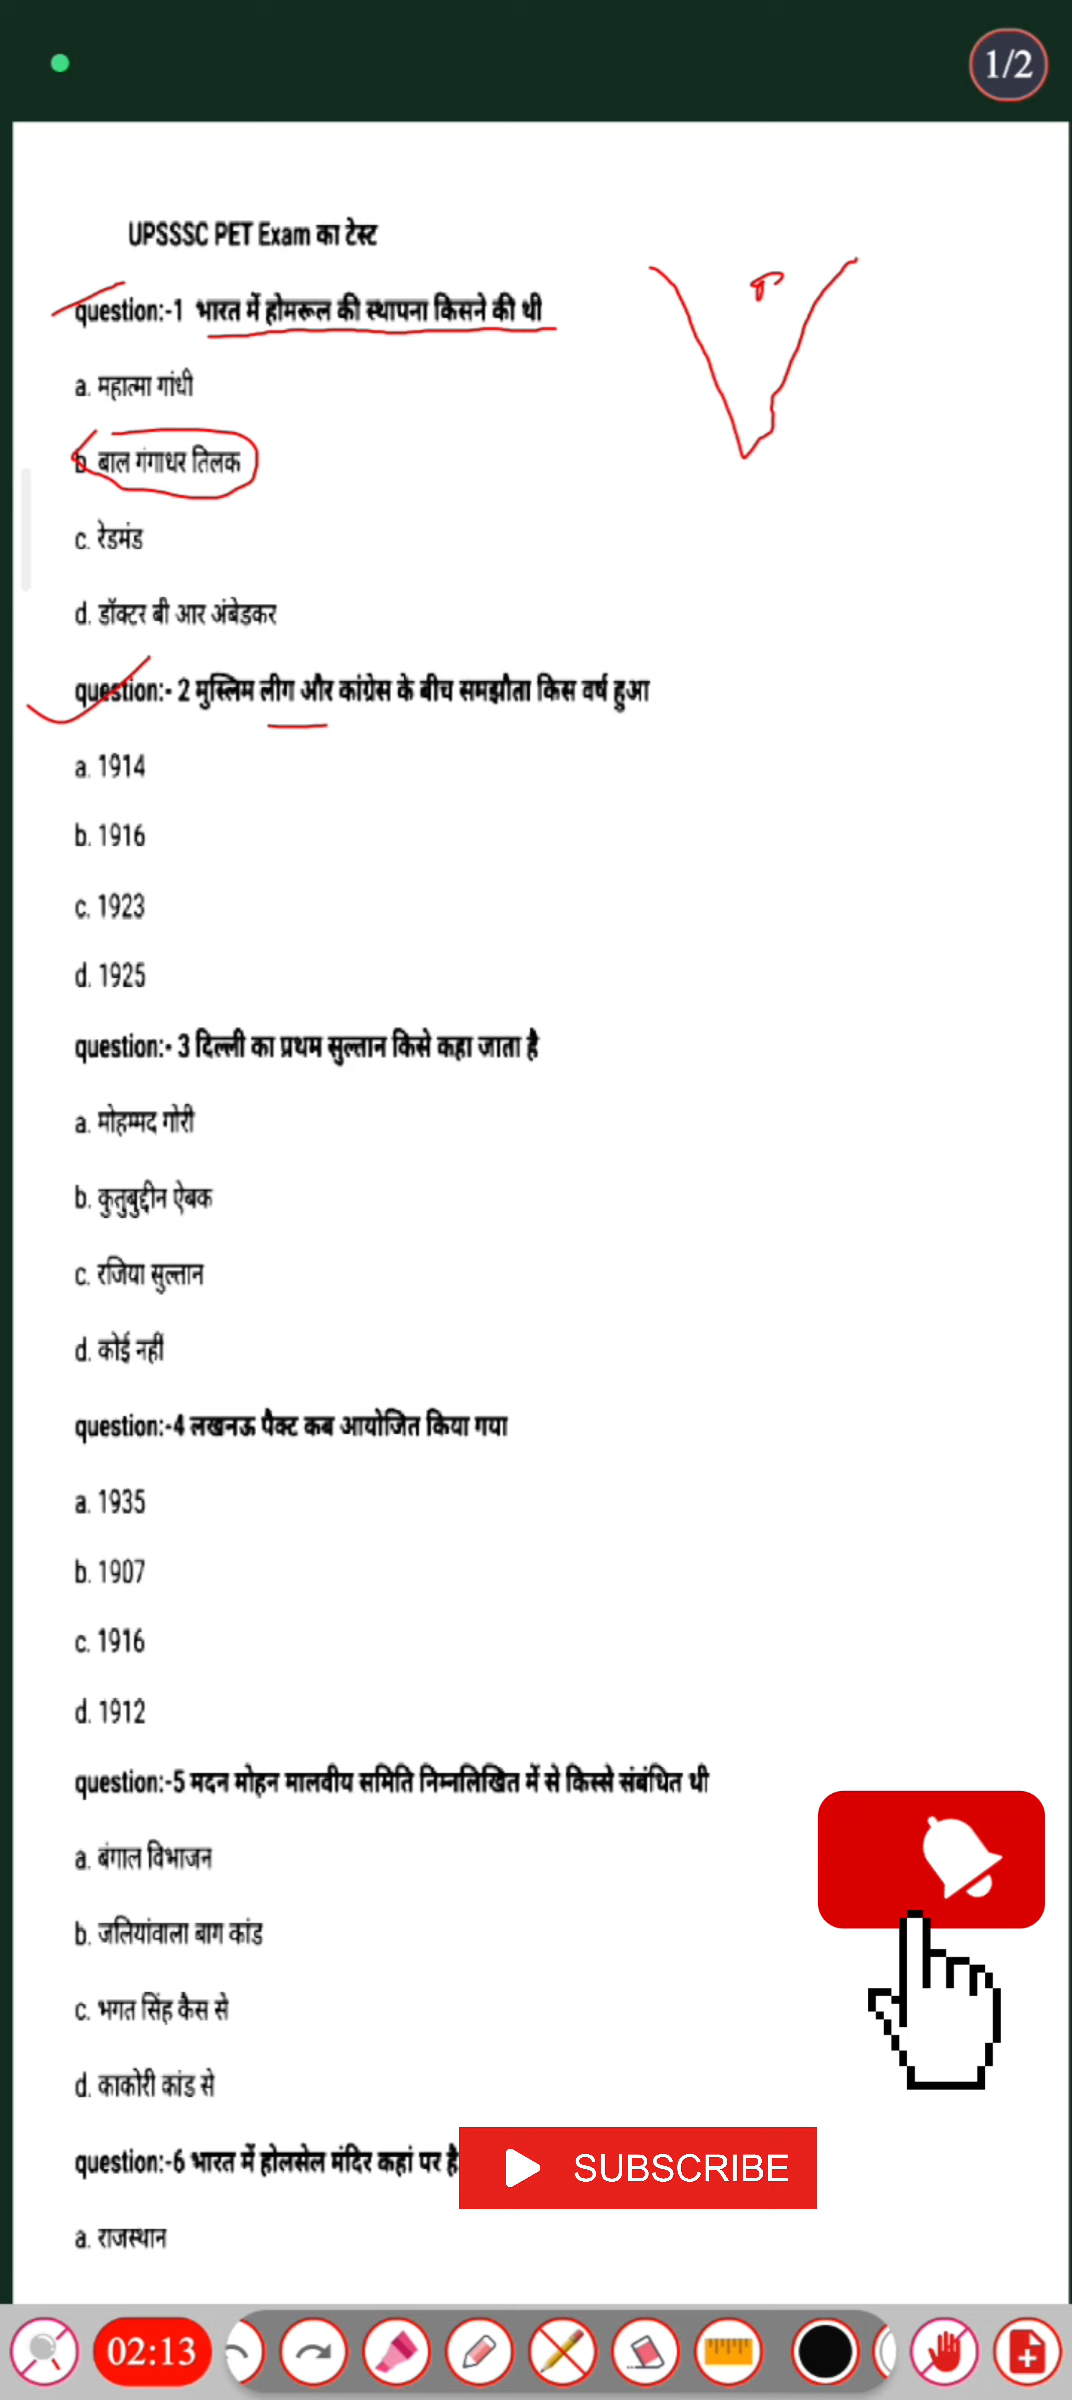 1/2
UPSSSC PET Exam का टेस्ट
question:-1 भारत में होमरूल की स्थापना किसने की थी
a. महात्मा गांधी
b. बाल गंगाधर तिलक
c. रेडमंड
d. डॉक्टर बी आर अंबेडकर
question:- 2 मुस्लिम लीग और कांग्रेस के बीच समझौता किस वर्ष हुआ
a. 1914
b. 1916
c. 1923
d. 1925
question:- 3 दिल्ली का प्रथम सुल्तान किसे कहा जाता है
a. मोहम्मद गोरी
b. कुतुबुद्दीन ऐबक
c. रजिया सुल्तान
d. कोई नहीं
question:-4 लखनऊ पैक्ट कब आयोजित किया गया
a. 1935
b. 1907
c. 1916
d. 1912
question:-5 मदन मोहन मालवीय समिति निम्नलिखित में से किस्से संबंधित थी
a. बंगाल विभाजन
b. जलियांवाला बाग कांड
c. भगत सिंह कैस से
d. काकोरी कांड से
question:-6 भारत में होलसेल मंदिर कहां पर है
SUBSCRIBE
a. राजस्थान
02:13